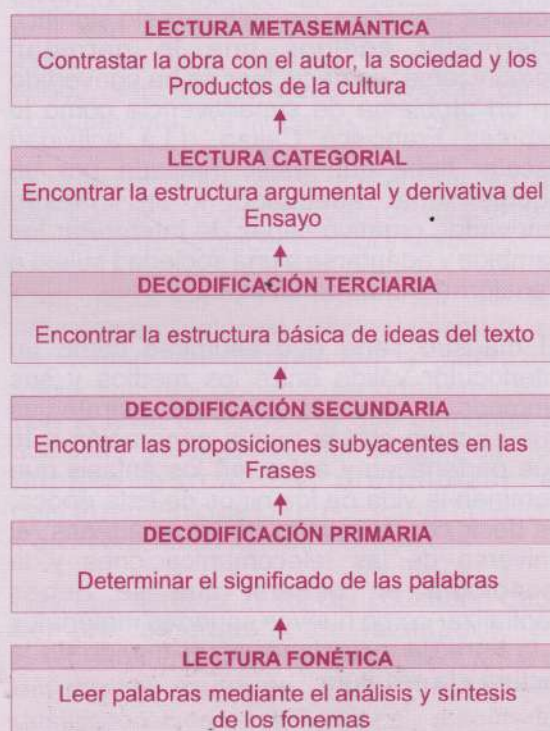 LECTURA METASEMÁNTICA
Contrastar la obra con el autor, la sociedad y los
Productos de la cultura
LECTURA CATEGORIAL
Encontrar la estructura argumental y derivativa del
Ensayo
DECODIFICACIÓN TERCIARIA
Encontrar la estructura básica de ideas del texto
DECODIFICACIÓN SECUNDARIA
Encontrar las proposiciones subyacentes en las
Frases
DECODIFICACIÓN PRIMARIA
Determinar el significado de las palabras
LECTURA FONÉTICA
Leer palabras mediante el análisis y síntesis
de los fonemas